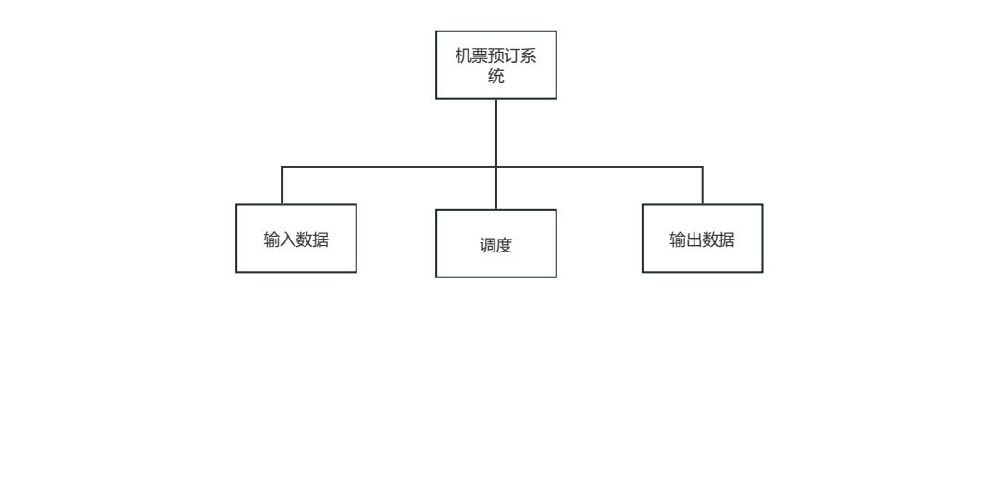 机票预订系
统
输入数据
调度
输出数据